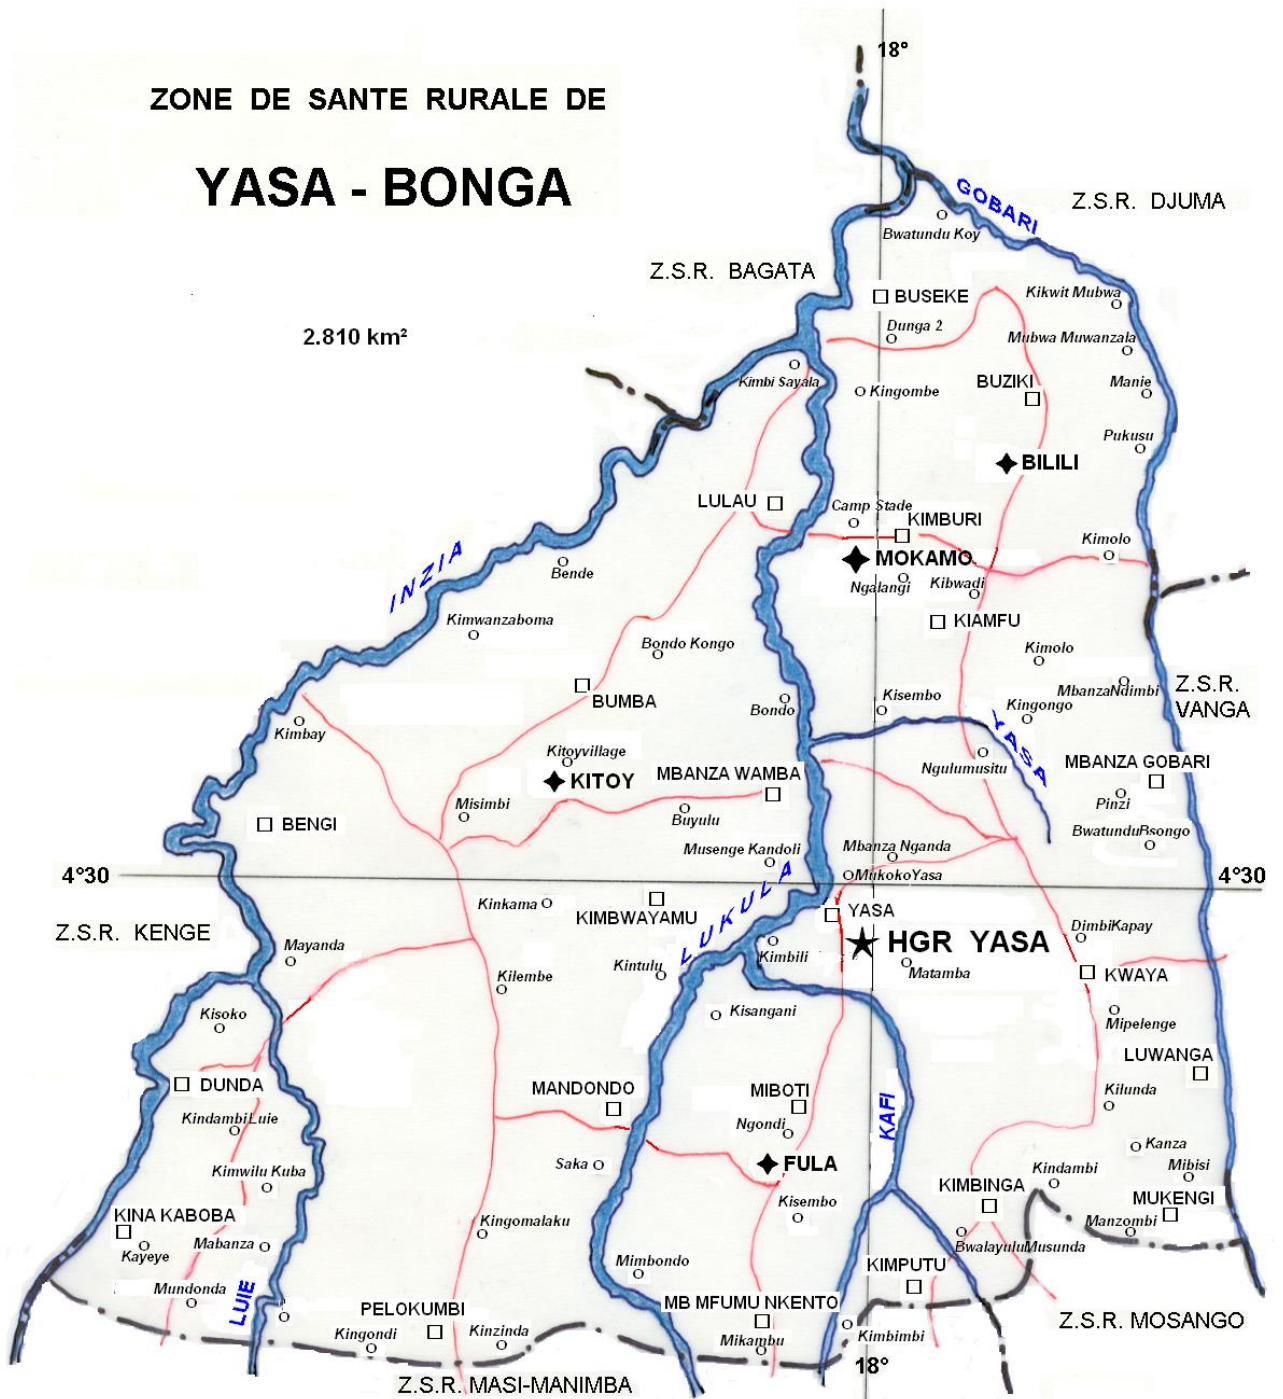 18°
ZONE DE SANTE RURALE DE
YASA - BONGA
GOBARI
Z.S.R. DJUMA
Bwatundu Koy
Z.S.R. BAGATA
BUSEKE
Kikwit Mubwa
2.810 km²
Dunga 2
Mubwa Muwanzala
Kimbi Sayala
Kingombe
BUZIKI
Manie
Pukusu
BILILI
LULAU
Camp Stade
KIMBURI
Kimolo
INZIA
MOKAMO
Bende
Ngalangi
Kibwadi
Kimwanzaboma
KIAMFU
Bondo Kongo
Kimolo
BUMBA
MbanzaNdimbi
Z.S.R.
VANGA
Kisembo
Bondo
Kingongo
Kimbay
YASA
Kitoyvillage
KITOY
MBANZA WAMBA
Ngulumusitu
MBANZA GOBARI
Misimbi
Buyulu
Pinzi
BENGI
BwatunduBsongo
Musenge Kandoli
Mbanza Nganda
4°30
MukokoYasa
4°30
Kinkama
KIMBWAYAMU
LUKULA
YASA
Z.S.R. KENGE
Mayanda
DimbiKapay
HGR YASA
Kimbili
Kilembe
Kintulu
Matamba
KWAYA
Kisoko
Kisangani
Mipelenge
LUWANGA
DUNDA
MANDONDO
MIBOTI
Kilunda
Kindambi Luie
Ngondi
KAFI
Kanza
Saka
FULA
Kimwilu Kuba
Kindambi
Mibisi
KINA KABOBA
Kisembo
KIMBINGA
MUKENGI
Kingomalaku
Manzombi
Kayeye
Mabanza
BwalayuluMusunda
Mimbondo
Mundonda
LUIE
KIMPUTU
PELOKUMBI
MB MFUMU NKENTO
Z.S.R. MOSANGO
Kingondi
Kinzinda
Mikambu
Kimbimbi
18°
Z.S.R. MASI-MANIMBA